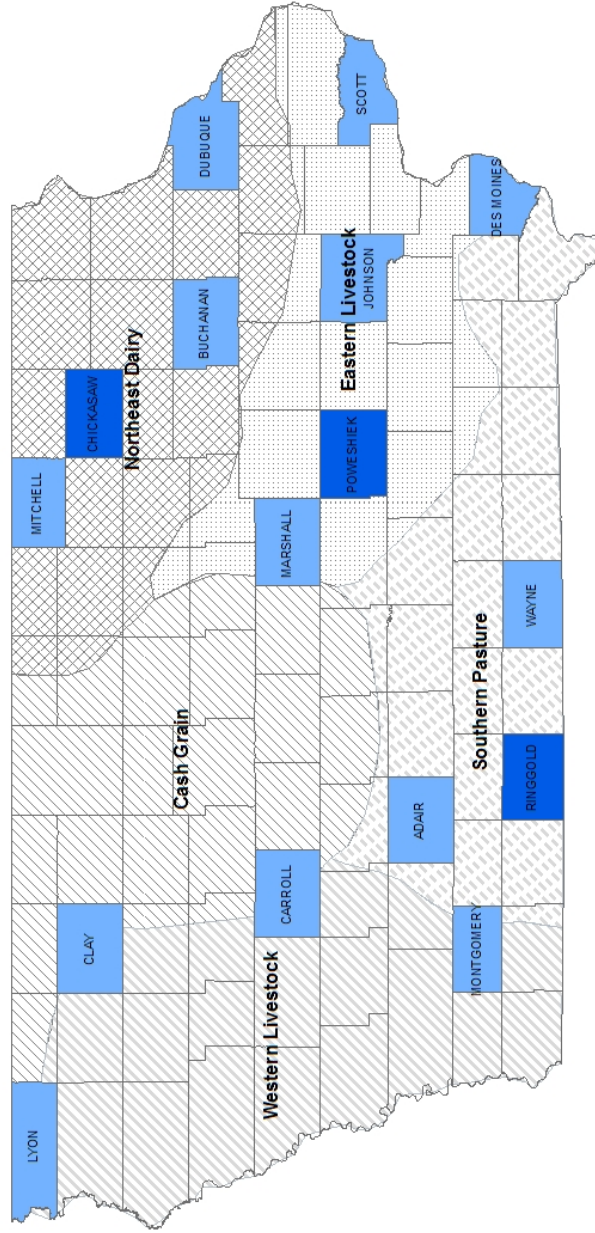 LYON
MITCHELL
CLAY
CHICKASAW
Northeast Dairy
Cash Grain
BUCHANAN
DUBUQUE
Western Livestock
CARROLL
MARSHALL
Eastern Livestock
POWESHIEK
JOHNSON
SCOTT
ADAIR
Southern Pasture
MONTGOMERY
DES MOINES
RINGGOLD
WAYNE